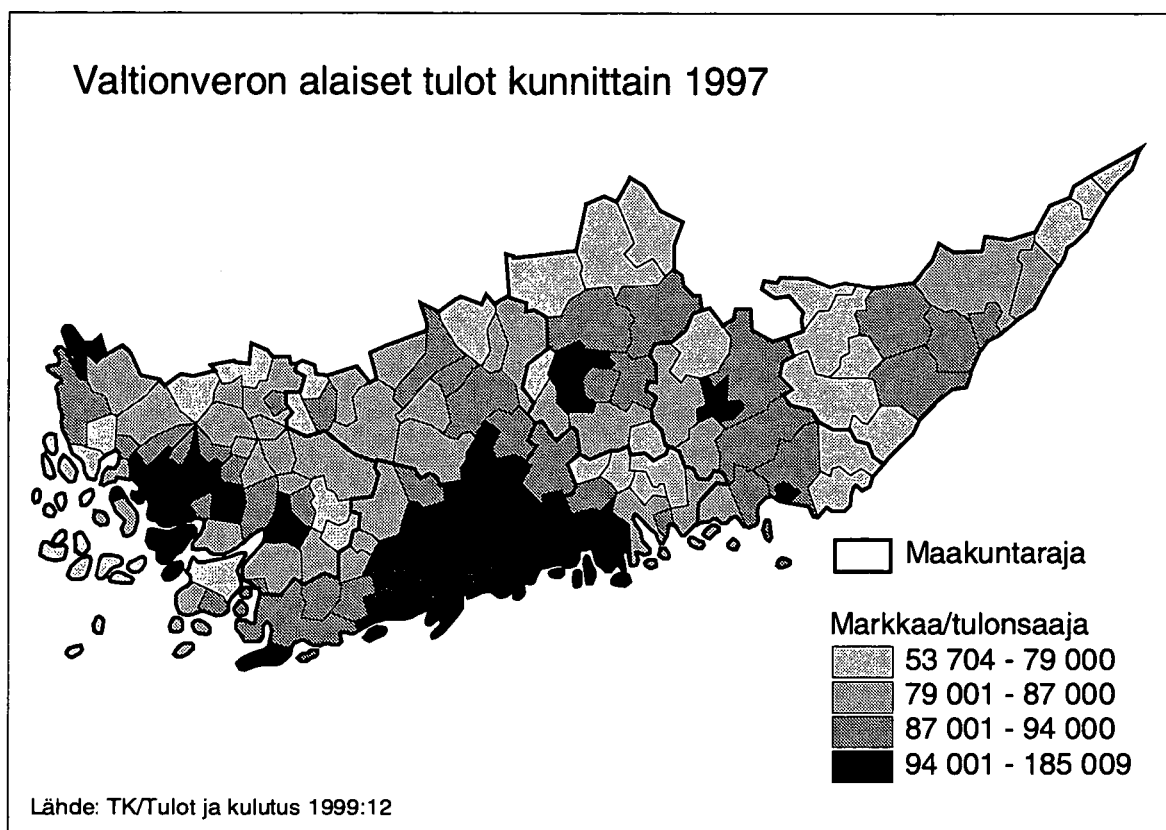 Valtionveron alaiset tulot kunnittain 1997
Maakuntaraja
Markkaa/tulonsaaja
53 704 - 79 000
79 001 - 87 000
87 001 - 94 000
94 001 - 185 009
Lähde: TK/Tulot ja kulutus 1999:12